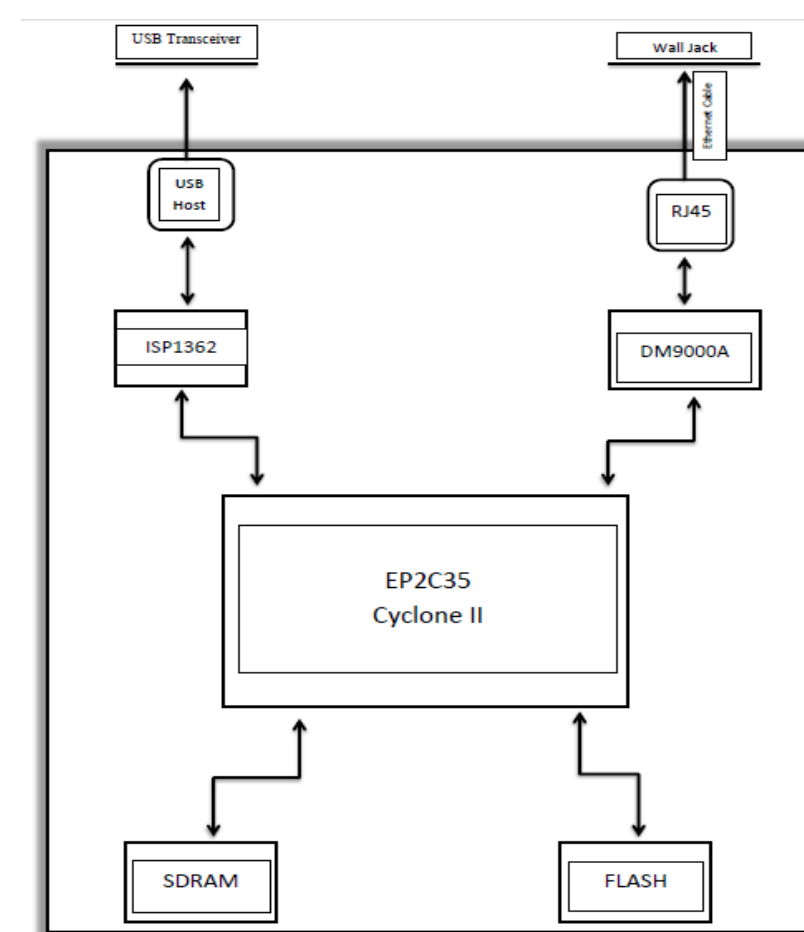 USB Transceiver
Wall Jack
Ethernet Cable
USB
Host
RJ45
ISP1362
DM9000A
EP2C35
Cyclone II
SDRAM
FLASH